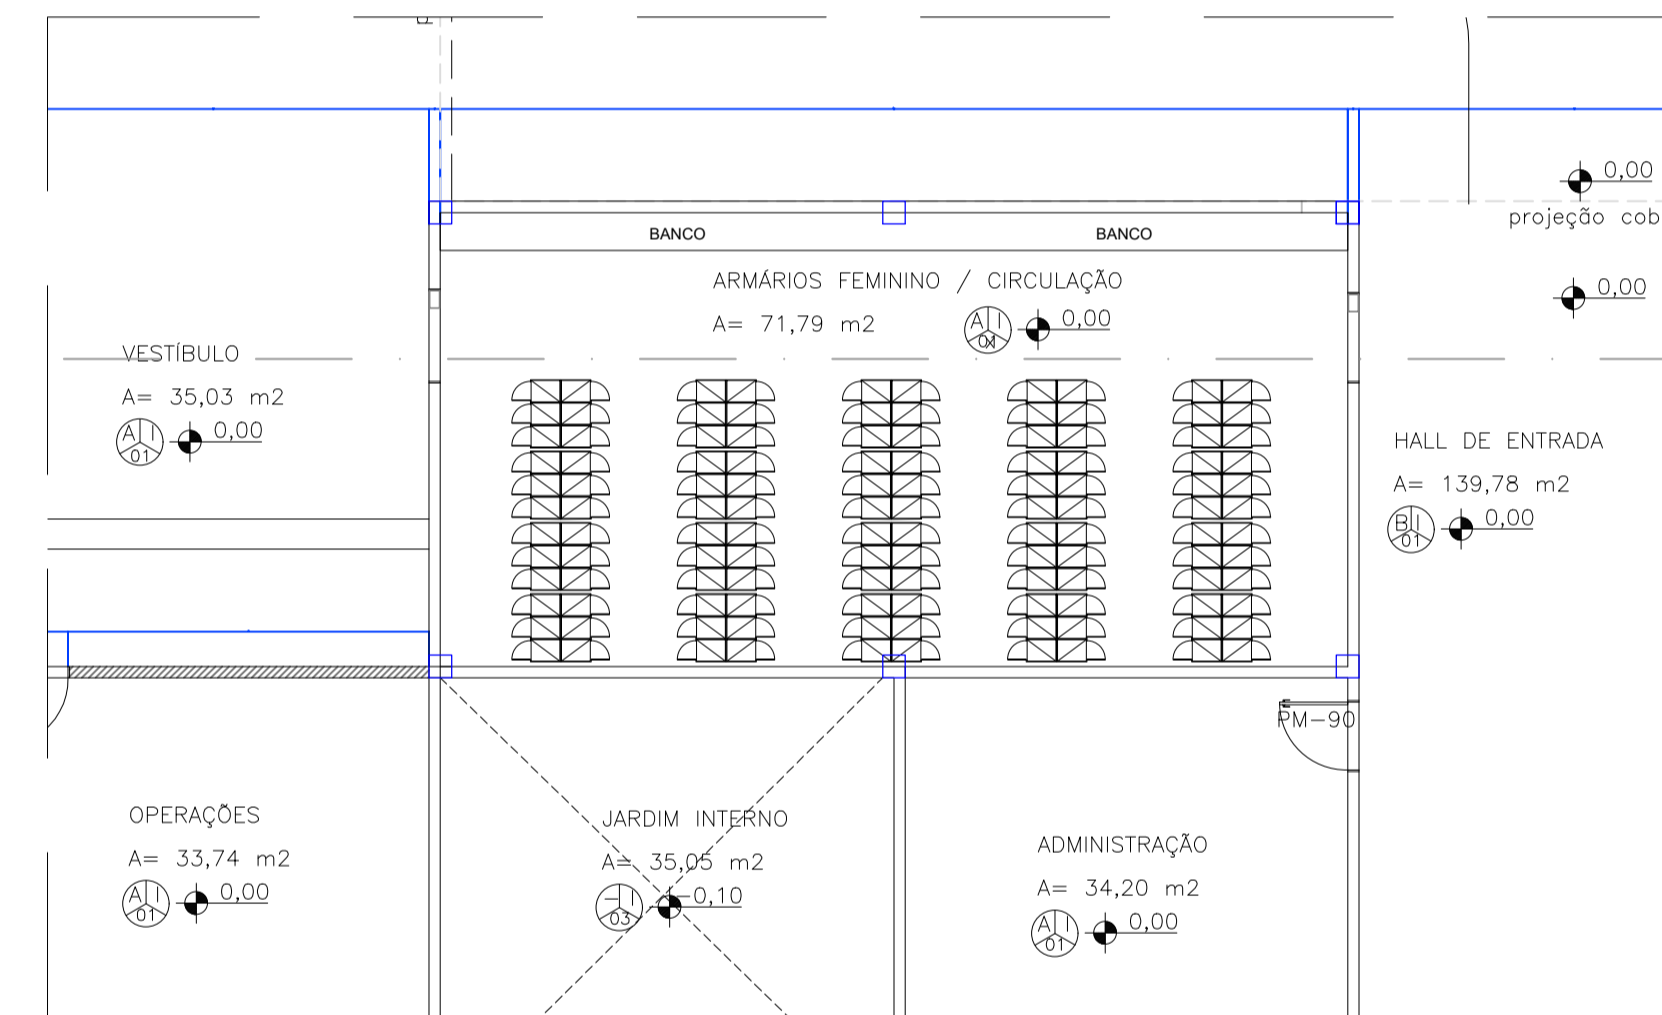 0,00
projeção cob
BANCO
BANCO
ARMÁRIOS FEMININO / CIRCULAÇÃO
A= 71,79 m2
A I
0,00
0,00
VESTÍBULO
A= 35,03 m2
A I
01
0,00
HALL DE ENTRADA
A= 139,78 m2
B I
01
0,00
PM-90
OPERAÇÕES
A= 33,74 m2
A I
01
0,00
JARDIM INTERNO
A= 35,05 m2
- I
03
-0,10
ADMINISTRAÇÃO
A= 34,20 m2
A I
01
0,00